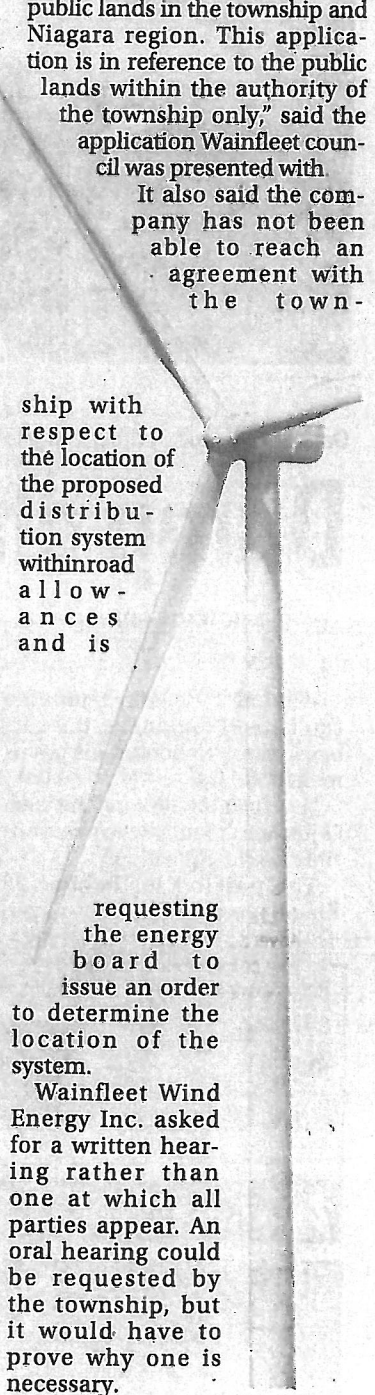 public lands in the township and
Niagara region. This applica-
tion is in reference to the public
lands within the authority of
the township only,” said the
application Wainfleet coun-
cil was presented with.
It also said the com-
pany has not been
able to reach an
agreement with
the town-
ship with
respect to
the location of
the proposed
distribu-
tion system
withinroad
allow-
ances
and is
requesting
the energy
board to
issue an order
to determine the
location of the
system.
Wainfleet Wind
Energy Inc. asked
for a written hear-
ing rather than
one at which all
parties appear. An
oral hearing could
be requested by
the township, but
it would have to
prove why one is
necessary.